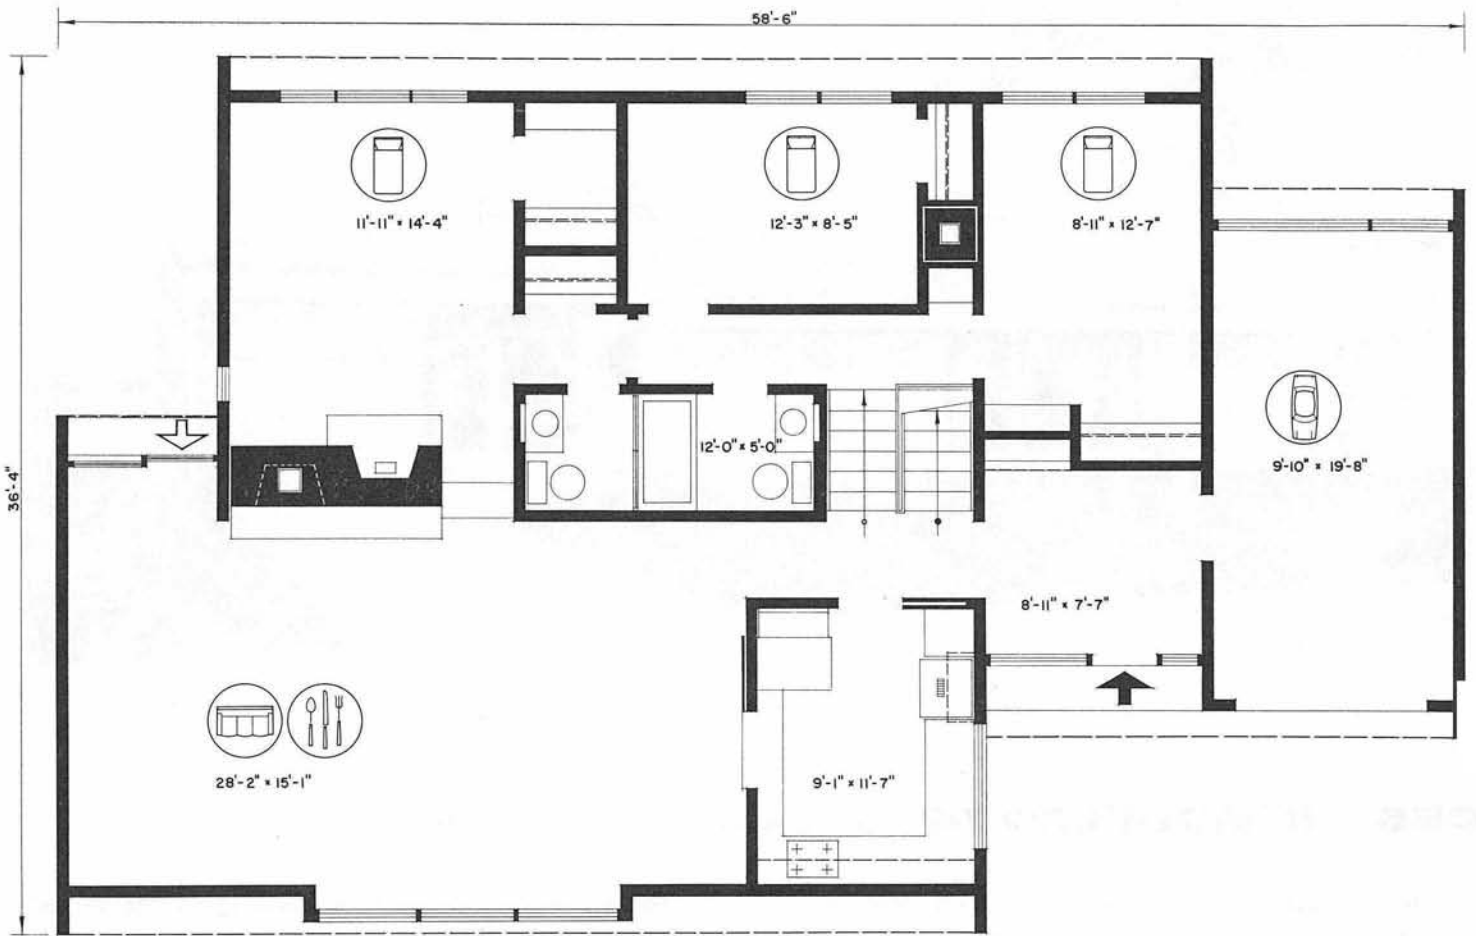 58'-6"
36'-4"
11'-11" x 14'-4"
12'-3" x 8'-5"
8'-11" x 12'-7"
12'-0" x 5'-0"
9'-10" x 19'-8"
8'-11" x 7'-7"
28'-2" x 15'-1"
9'-1" x 11'-7"